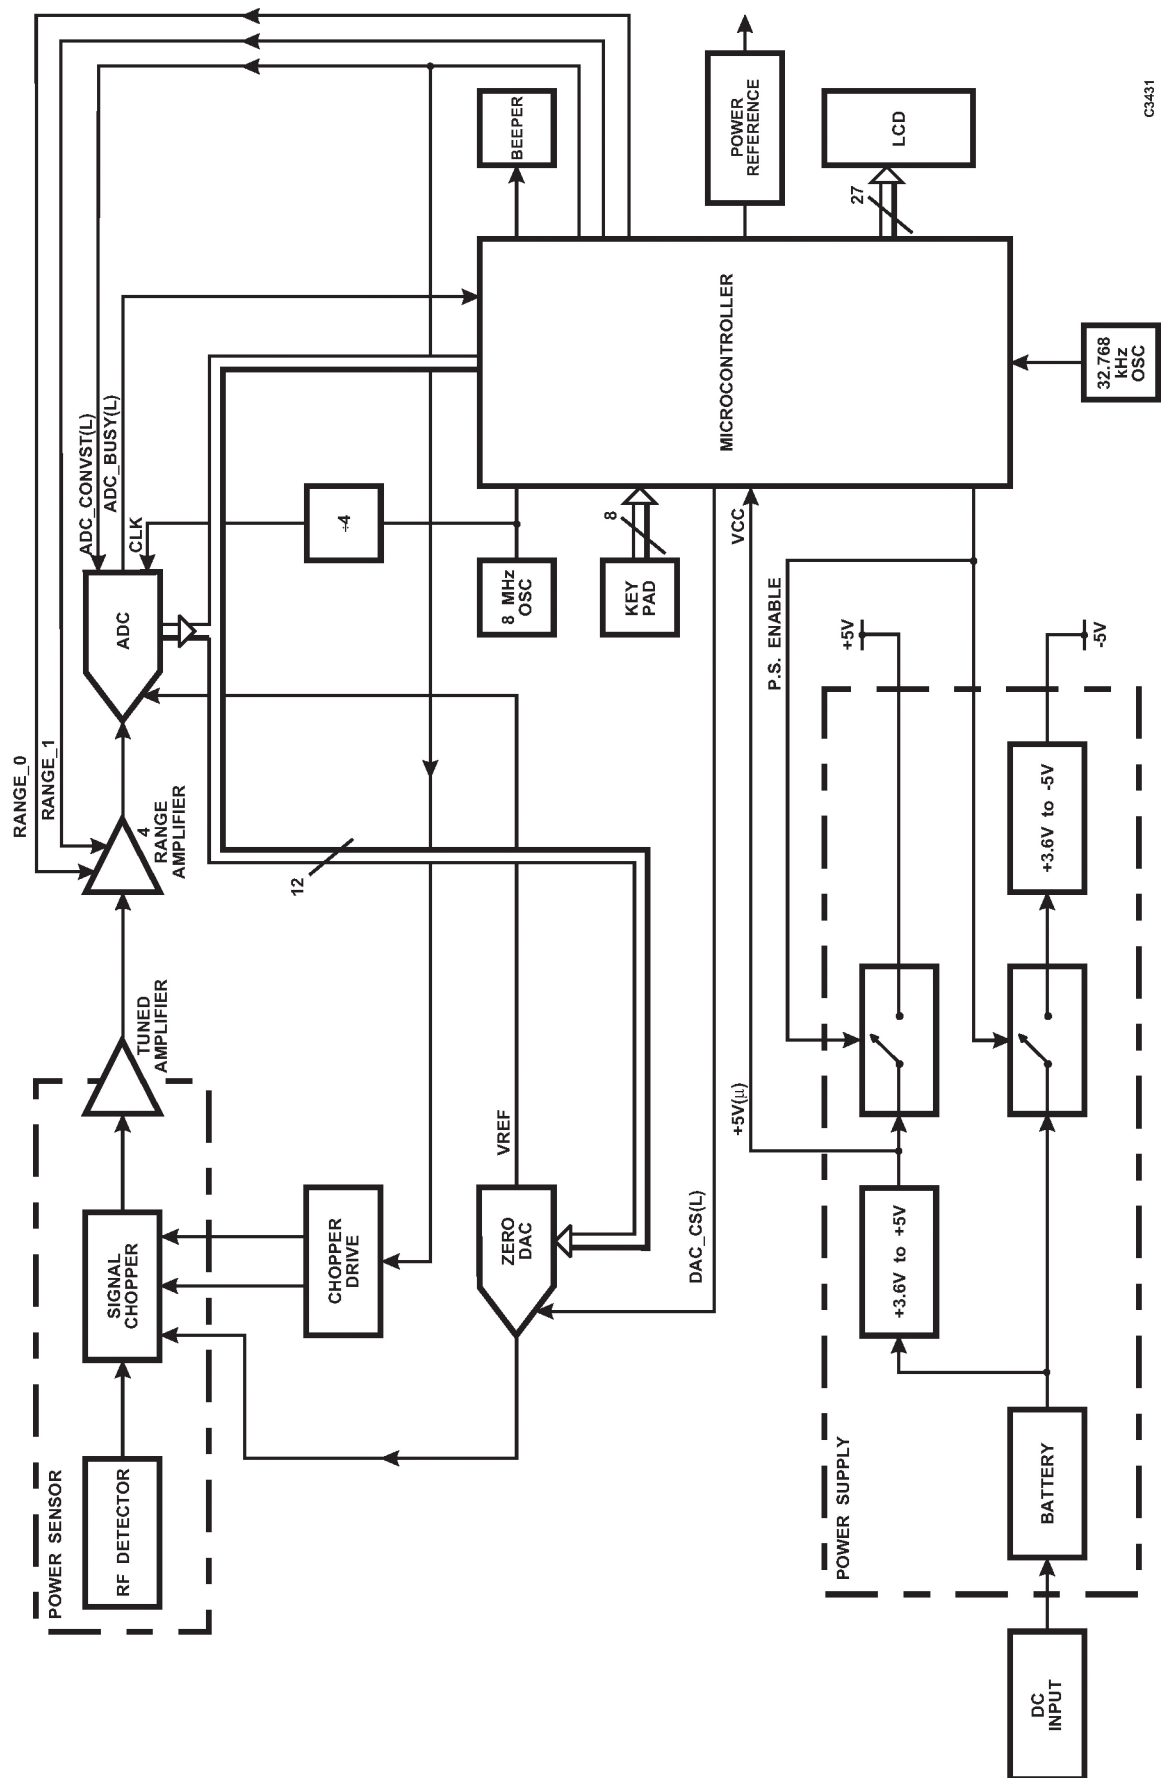 POWER SENSOR
RF DETECTOR
SIGNAL
CHOPPER
TUNED
AMPLIFIER
RANGE_0
RANGE_1
4
RANGE
AMPLIFIER
ADC
ADC_CONVST(L)
ADC_BUSY(L)
CLK
CHOPPER
DRIVE
12
÷4
ZERO
DAC
VREF
8 MHz
OSC
BEEPER
KEY
PAD
8
DAC_CS(L)
MICROCONTROLLER
POWER
REFERENCE
+5V(µ)
VCC
P.S. ENABLE
27
LCD
POWER SUPPLY
+3.6V to +5V
+5V
DC
INPUT
BATTERY
+3.6V to -5V
-5V
32.768
kHz
OSC
C3431